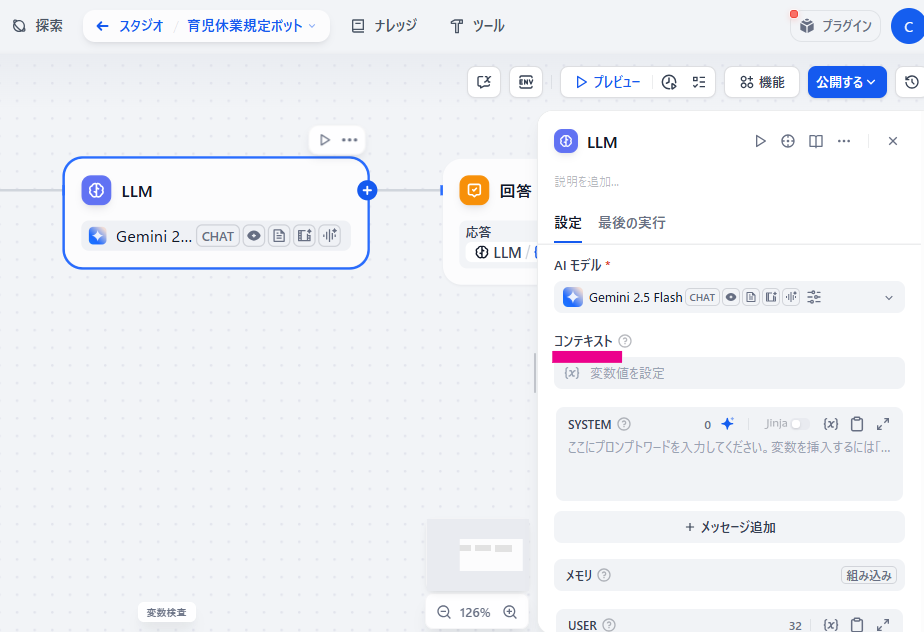 探索
スタジオ / 育児休業規定ボット
ナレッジ
ツール
プラグイン
C
ENV
プレビュー
機能
公開する
LLM
Gemini 2... CHAT
回答
応答
LLM /
LLM
説明を追加...
設定 最後の実行
AI モデル *
Gemini 2.5 Flash CHAT
コンテキスト
{x} 変数値を設定
SYSTEM 0 Jinja {x}
ここにプロンプトワードを入力してください。変数を挿入するには「...
+ メッセージ追加
メモリ 組み込み
USER 32 {x}
126%
変数検査